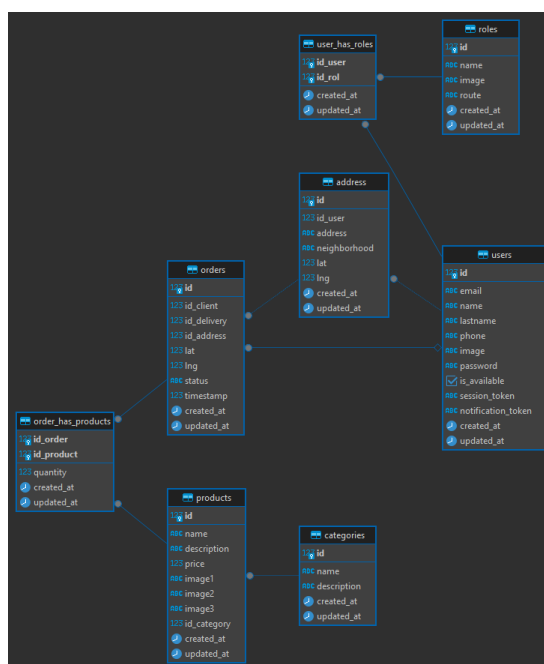 roles
id
name
image
route
created_at
updated_at
user_has_roles
id_user
id_rol
created_at
updated_at
address
id
id_user
address
neighborhood
lat
lng
created_at
updated_at
users
id
email
name
lastname
phone
image
password
is_available
session_token
notification_token
created_at
updated_at
orders
id
id_client
id_delivery
id_address
lat
lng
status
timestamp
created_at
updated_at
order_has_products
id_order
id_product
quantity
created_at
updated_at
products
id
name
description
price
image1
image2
image3
id_category
created_at
updated_at
categories
id
name
description
created_at
updated_at